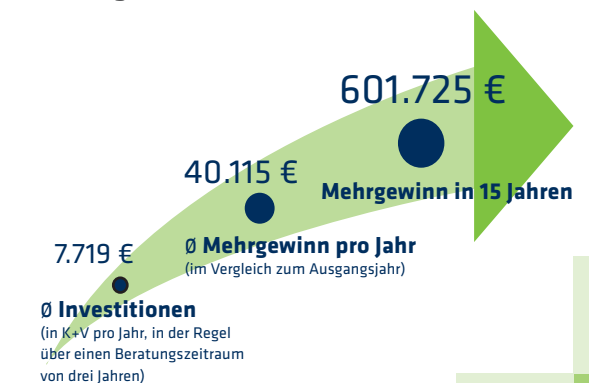 601.725 €
Mehrgewinn in 15 Jahren
40.115 €
Ø Mehrgewinn pro Jahr
(im Vergleich zum Ausgangsjahr)
7.719 €
Ø Investitionen
(in K+V pro Jahr, in der Regel
über einen Beratungszeitraum
von drei Jahren)